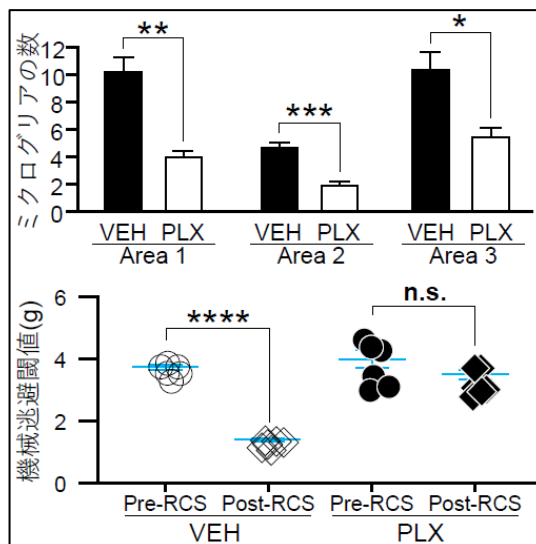 ミクログリアの数
12
10
8
6
4
2
0
**
***
*
VEH PLX VEH PLX VEH PLX
Area 1 Area 2 Area 3
機械逃避閾値(g)
6
4
2
0
****
n.s.
Pre-RCS Post-RCS Pre-RCS Post-RCS
VEH PLX